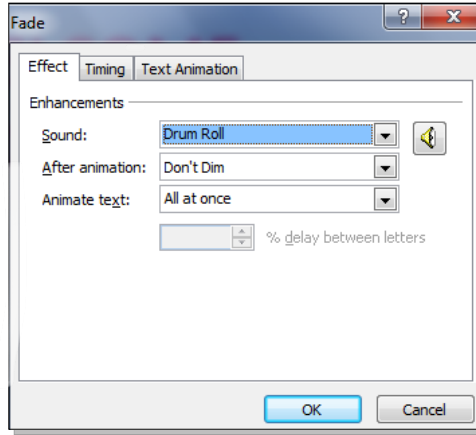 Fade
Effect Timing Text Animation
Enhancements
Sound: Drum Roll
After animation: Don't Dim
Animate text: All at once
% delay between letters
OK Cancel